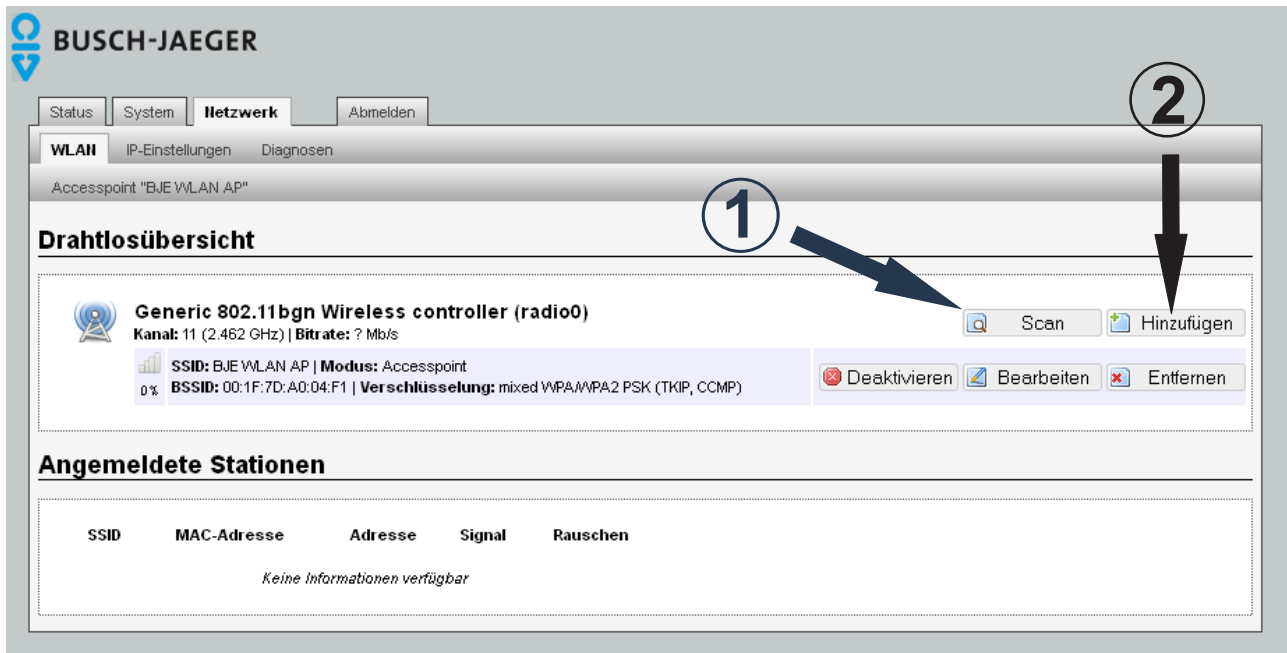 BUSCH-JAEGER
②
Status System Netzwerk Abmelden
WLAN IP-Einstellungen Diagnosen
Accesspoint "BJE WLAN AP"
①
Drahtlosübersicht
Generic 802.11bgn Wireless controller (radio0)
Kanal: 11 (2.462 GHz) | Bitrate: ? Mb/s
Scan Hinzufügen
SSID: BJE WLAN AP | Modus: Accesspoint
0% BSSID: 00:1F:7D:A0:04:F1 | Verschlüsselung: mixed WPA/WPA2 PSK (TKIP, CCMP)
Deaktivieren Bearbeiten Entfernen
Angemeldete Stationen
SSID MAC-Adresse Adresse Signal Rauschen
Keine Informationen verfügbar